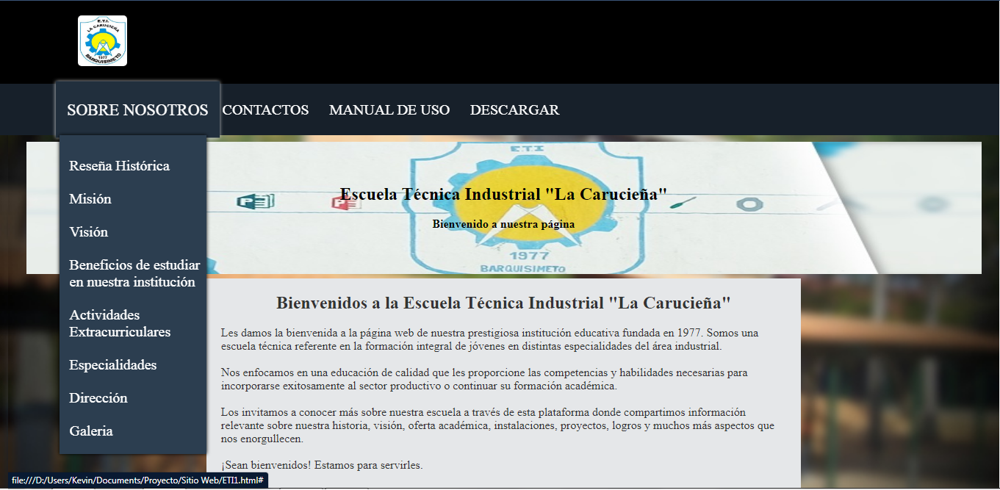 E.T.I.
LA CARUCIEÑA
1977
BARQUISIMETO
SOBRE NOSOTROS
CONTACTOS
MANUAL DE USO
DESCARGAR
Reseña Histórica
Misión
Visión
Beneficios de estudiar
en nuestra institución
Actividades
Extracurriculares
Especialidades
Dirección
Galeria
ETI
Escuela Técnica Industrial "La Carucieña"
Bienvenido a nuestra página
1977
BARQUISIMETO
Bienvenidos a la Escuela Técnica Industrial "La Carucieña"
Les damos la bienvenida a la página web de nuestra prestigiosa institución educativa fundada en 1977. Somos una
escuela técnica referente en la formación integral de jóvenes en distintas especialidades del área industrial.
Nos enfocamos en una educación de calidad que les proporcione las competencias y habilidades necesarias para
incorporarse exitosamente al sector productivo o continuar su formación académica.
Los invitamos a conocer más sobre nuestra escuela a través de esta plataforma donde compartimos información
relevante sobre nuestra historia, visión, oferta académica, instalaciones, proyectos, logros y muchos más aspectos que
nos enorgullecen.
¡Sean bienvenidos! Estamos para servirles.
file:///D:/Users/Kevin/Documents/Proyecto/Sitio Web/ETI1.html#